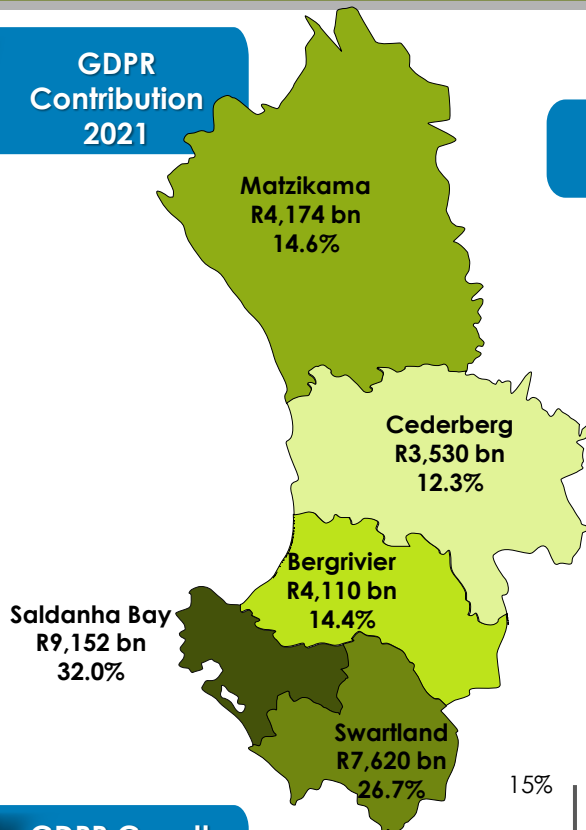 GDPR
Contribution
2021
Matzikama
R4,174 bn
14.6%
Cederberg
R3,530 bn
12.3%
Bergrivier
R4,110 bn
14.4%
Saldanha Bay
R9,152 bn
32.0%
Swartland
R7,620 bn
26.7%
15%